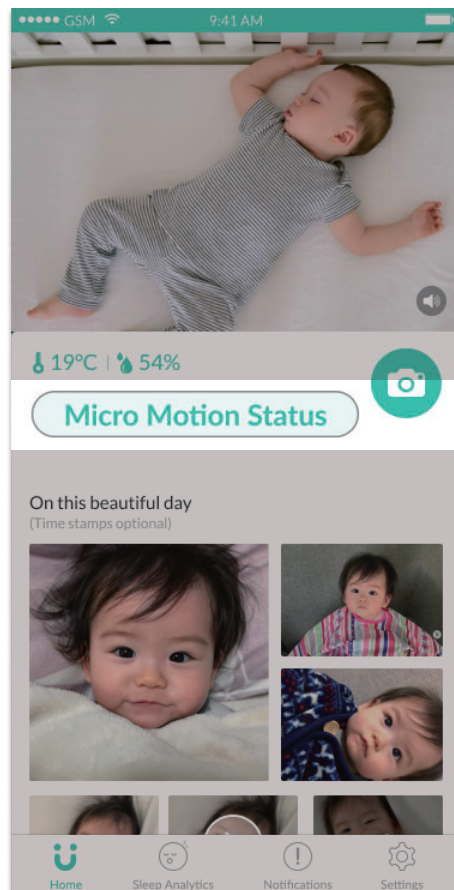 GSM 9:41 AM
19°C | 54%
Micro Motion Status
On this beautiful day
(Time stamps optional)
Home Sleep Analytics Notifications Settings